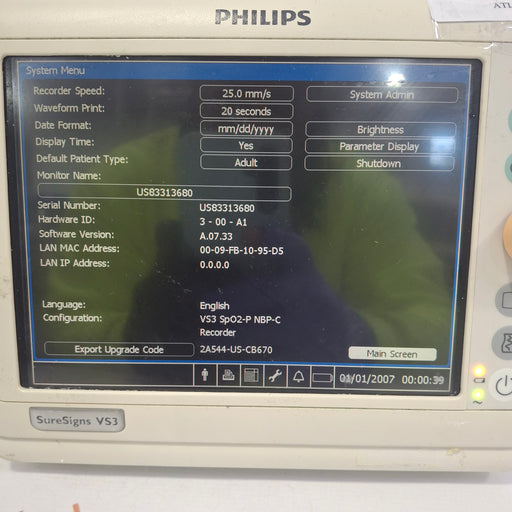 PHILIPS
System Menu
Recorder Speed: 25.0 mm/s System Admin
Waveform Print: 20 seconds
Date Format: mm/dd/yyyy Brightness
Display Time: Yes Parameter Display
Default Patient Type: Adult Shutdown
Monitor Name:
US83313680
Serial Number: US83313680
Hardware ID: 3 - 00 - A1
Software Version: A.07.33
LAN MAC Address: 00-09-FB-10-95-D5
LAN IP Address: 0.0.0.0
Language: English
Configuration: VS3 SpO2-P NBP-C
Recorder
Export Upgrade Code 2A544-US-CB670 Main Screen
01/01/2007 00:00:39
SureSigns VS3